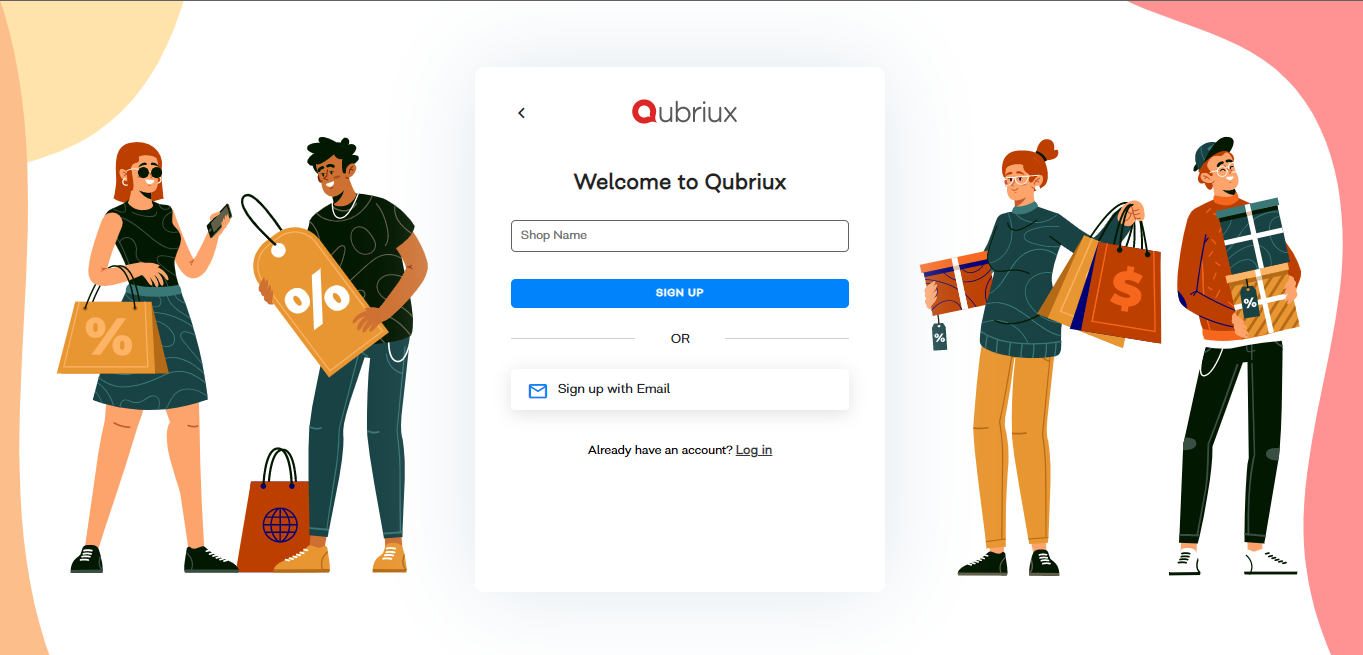 Qubriux
Welcome to Qubriux
Shop Name
SIGN UP
OR
Sign up with Email
Already have an account? Log in
%
%
%
$
%